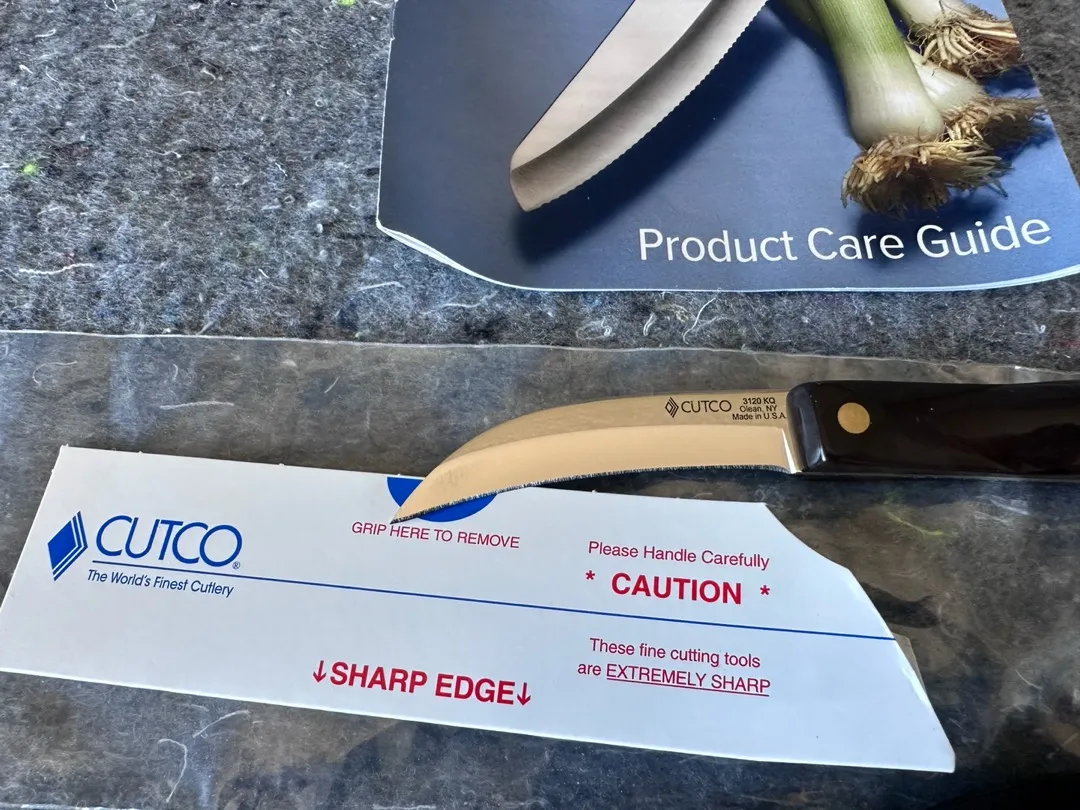 Product Care Guide
CUTCO
3120 KQ
Olean, NY
Made in U.S.A.
GRIP HERE TO REMOVE
CUTCO®
The World's Finest Cutlery
Please Handle Carefully
* CAUTION *
These fine cutting tools
are EXTREMELY SHARP
↓SHARP EDGE↓